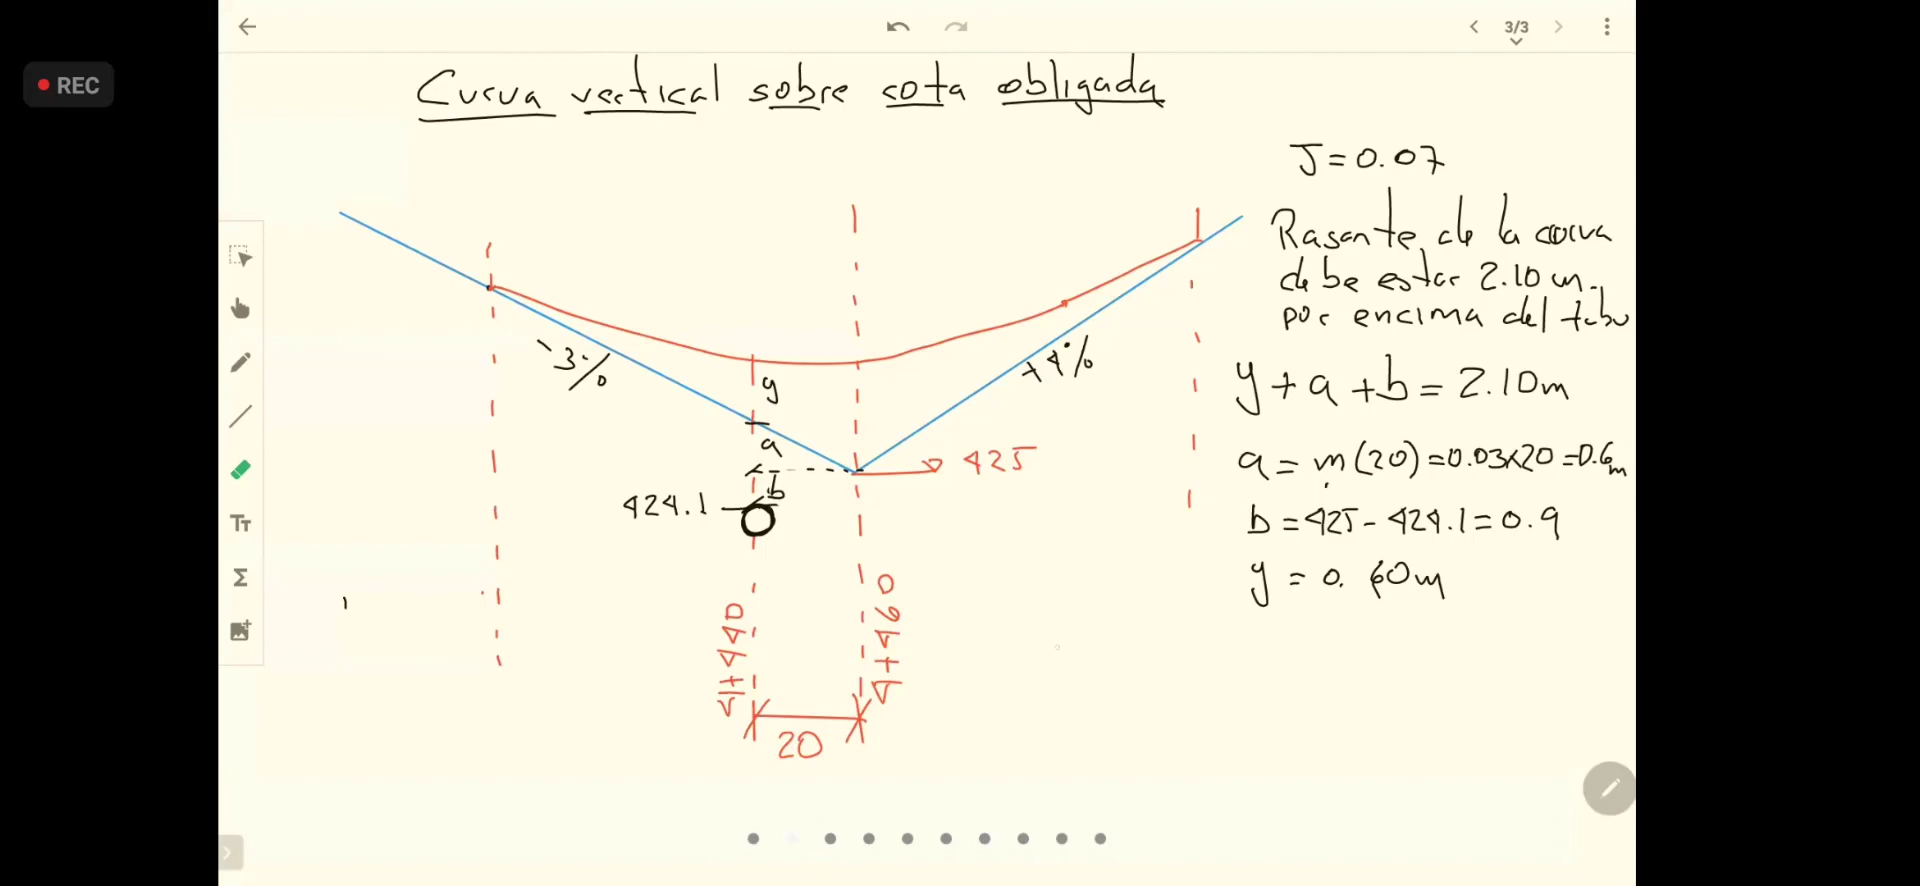 3/3
REC
Curva vertical sobre cota obligada
J = 0.07
Rasante de la curva
debe estar 2.10 m.
por encima del tubo
-3%
+4%
y
y + a + b = 2.10m
a
a = m(20) = 0.03x20 = 0.6m
425
b
424.1
b = 425 - 424.1 = 0.9
y = 0.60m
4+440
4+460
20
Tт
Σ